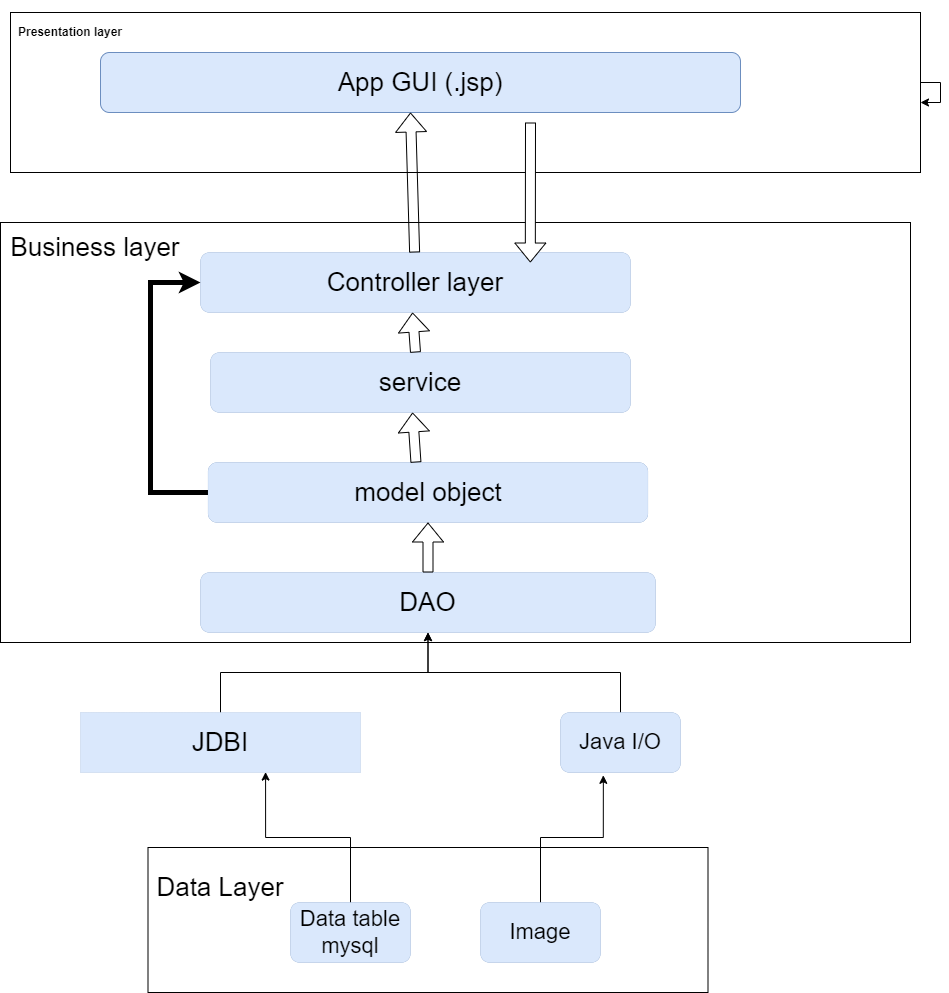 Presentation layer
App GUI (.jsp)
Business layer
Controller layer
service
model object
DAO
JDBI
Java I/O
Data Layer
Data table
mysql
Image